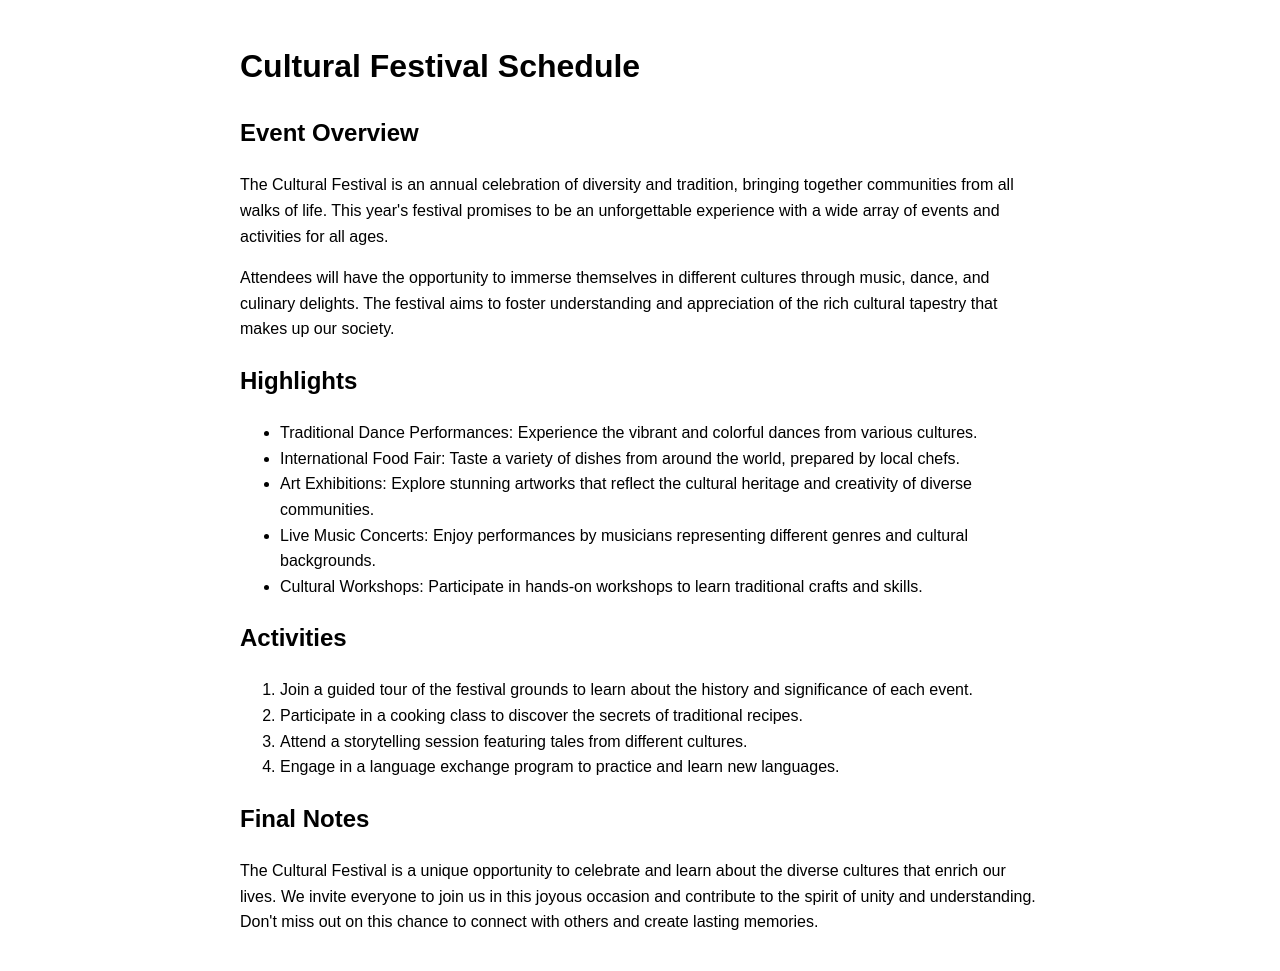 Cultural Festival Schedule
Event Overview
The Cultural Festival is an annual celebration of diversity and tradition, bringing together communities from all
walks of life. This year's festival promises to be an unforgettable experience with a wide array of events and
activities for all ages.
Attendees will have the opportunity to immerse themselves in different cultures through music, dance, and
culinary delights. The festival aims to foster understanding and appreciation of the rich cultural tapestry that
makes up our society.
Highlights
• Traditional Dance Performances: Experience the vibrant and colorful dances from various cultures.
• International Food Fair: Taste a variety of dishes from around the world, prepared by local chefs.
• Art Exhibitions: Explore stunning artworks that reflect the cultural heritage and creativity of diverse
communities.
• Live Music Concerts: Enjoy performances by musicians representing different genres and cultural
backgrounds.
• Cultural Workshops: Participate in hands-on workshops to learn traditional crafts and skills.
Activities
1. Join a guided tour of the festival grounds to learn about the history and significance of each event.
2. Participate in a cooking class to discover the secrets of traditional recipes.
3. Attend a storytelling session featuring tales from different cultures.
4. Engage in a language exchange program to practice and learn new languages.
Final Notes
The Cultural Festival is a unique opportunity to celebrate and learn about the diverse cultures that enrich our
lives. We invite everyone to join us in this joyous occasion and contribute to the spirit of unity and understanding.
Don't miss out on this chance to connect with others and create lasting memories.